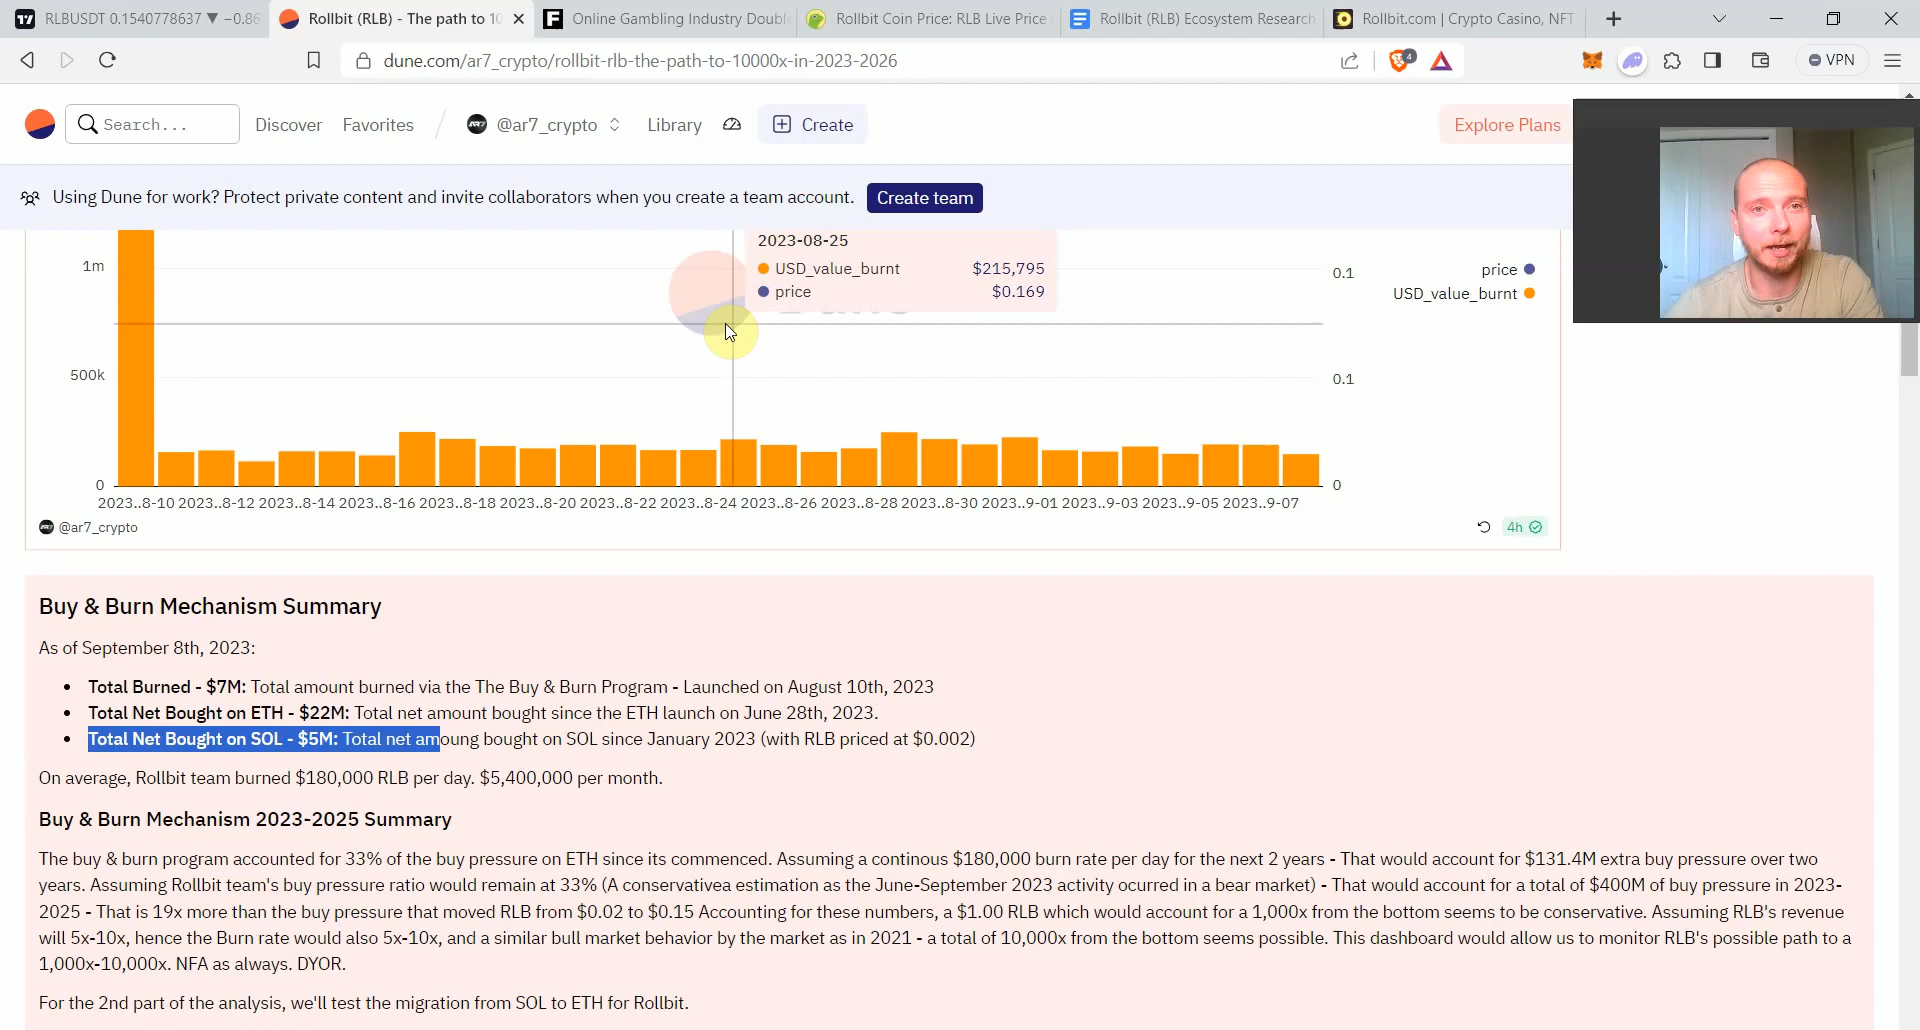 RLBUSDT 0.1540778637 ▼ −0.86
Rollbit (RLB) - The path to 10
Online Gambling Industry Double
Rollbit Coin Price: RLB Live Price
Rollbit (RLB) Ecosystem Research
Rollbit.com | Crypto Casino, NFT
dune.com/ar7_crypto/rollbit-rlb-the-path-to-10000x-in-2023-2026
4
VPN
Search...
Discover
Favorites
@ar7_crypto
Library
Create
Explore Plans
Using Dune for work? Protect private content and invite collaborators when you create a team account.
Create team
2023-08-25
USD_value_burnt $215,795
price $0.169
1m
500k
0
0.1
0.1
0
price
USD_value_burnt
2023..8-10 2023..8-12 2023..8-14 2023..8-16 2023..8-18 2023..8-20 2023..8-22 2023..8-24 2023..8-26 2023..8-28 2023..8-30 2023..9-01 2023..9-03 2023..9-05 2023..9-07
@ar7_crypto
4h
Buy & Burn Mechanism Summary
As of September 8th, 2023:
• Total Burned - $7M: Total amount burned via the The Buy & Burn Program - Launched on August 10th, 2023
• Total Net Bought on ETH - $22M: Total net amount bought since the ETH launch on June 28th, 2023.
• Total Net Bought on SOL - $5M: Total net amoung bought on SOL since January 2023 (with RLB priced at $0.002)
On average, Rollbit team burned $180,000 RLB per day. $5,400,000 per month.
Buy & Burn Mechanism 2023-2025 Summary
The buy & burn program accounted for 33% of the buy pressure on ETH since its commenced. Assuming a continous $180,000 burn rate per day for the next 2 years - That would account for $131.4M extra buy pressure over two
years. Assuming Rollbit team's buy pressure ratio would remain at 33% (A conservativea estimation as the June-September 2023 activity ocurred in a bear market) - That would account for a total of $400M of buy pressure in 2023-
2025 - That is 19x more than the buy pressure that moved RLB from $0.02 to $0.15 Accounting for these numbers, a $1.00 RLB which would account for a 1,000x from the bottom seems to be conservative. Assuming RLB's revenue
will 5x-10x, hence the Burn rate would also 5x-10x, and a similar bull market behavior by the market as in 2021 - a total of 10,000x from the bottom seems possible. This dashboard would allow us to monitor RLB's possible path to a
1,000x-10,000x. NFA as always. DYOR.
For the 2nd part of the analysis, we'll test the migration from SOL to ETH for Rollbit.